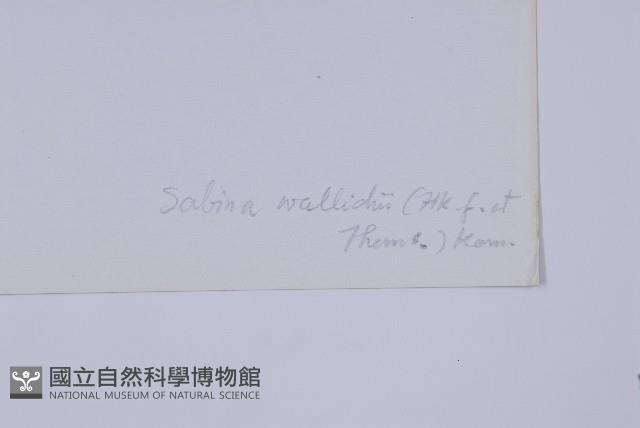 Sabina wallichii (Hk f. et
Thoms.) Kom.
國立自然科學博物館
NATIONAL MUSEUM OF NATURAL SCIENCE